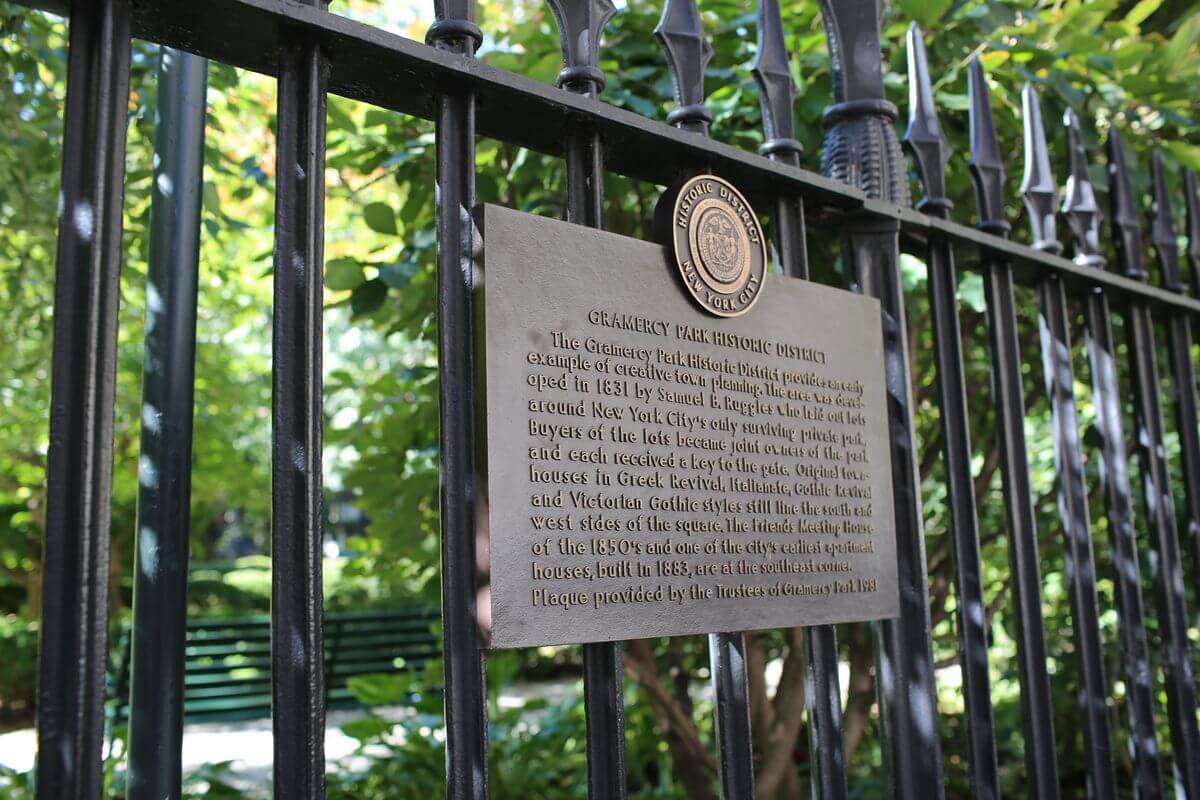 HISTORIC DISTRICT
NEW YORK CITY
GRAMERCY PARK HISTORIC DISTRICT
The Gramercy Park Historic District provides an early
example of creative town planning. The area was devel-
oped in 1831 by Samuel B. Ruggles who laid out lots
around New York City's only surviving private park.
Buyers of the lots became joint owners of the park
and each received a key to the gate. Original town-
houses in Greek Revival, Italianate, Gothic Revival
and Victorian Gothic styles still line the south and
west sides of the square. The Friends Meeting House
of the 1850's and one of the city's earliest apartment
houses, built in 1883, are at the southeast corner.
Plaque provided by the Trustees of Gramercy Park 1981